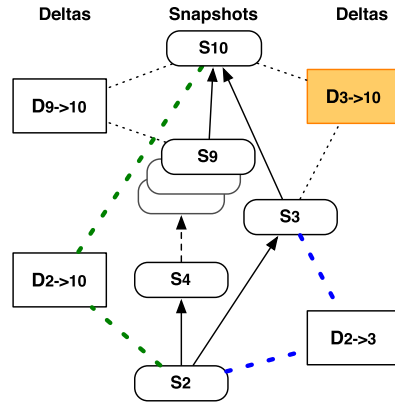 Deltas Snapshots Deltas
S10
D9->10
D3->10
S9
S3
D2->10
S4
D2->3
S2